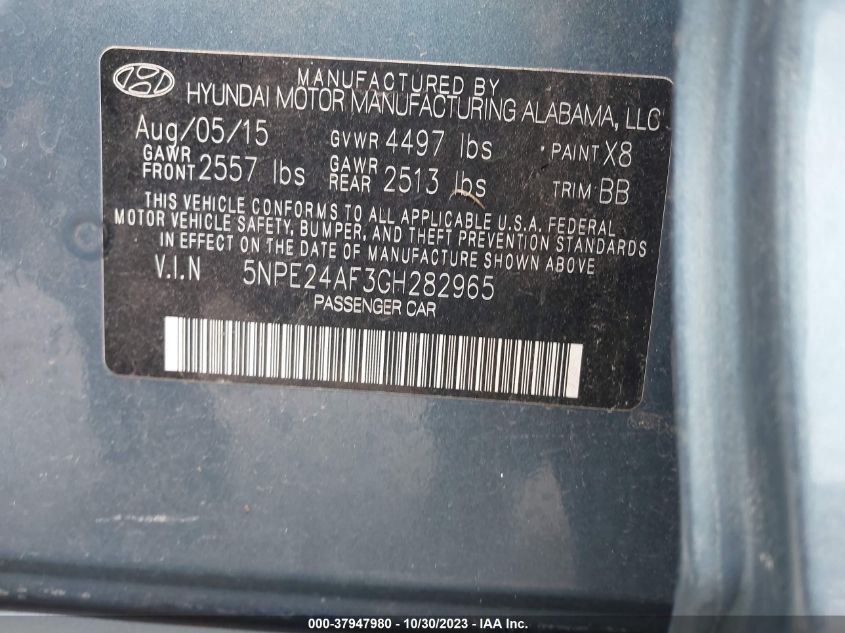 MANUFACTURED BY
HYUNDAI MOTOR MANUFACTURING ALABAMA, LLC
Aug/05/15 GVWR 4497 lbs PAINT X8
GAWR FRONT 2557 lbs GAWR REAR 2513 lbs TRIM BB
THIS VEHICLE CONFORMS TO ALL APPLICABLE U.S.A. FEDERAL
MOTOR VEHICLE SAFETY, BUMPER, AND THEFT PREVENTION STANDARDS
IN EFFECT ON THE DATE OF MANUFACTURE SHOWN ABOVE
V.I.N 5NPE24AF3GH282965
PASSENGER CAR
000-37947980 - 10/30/2023 - IAA Inc.